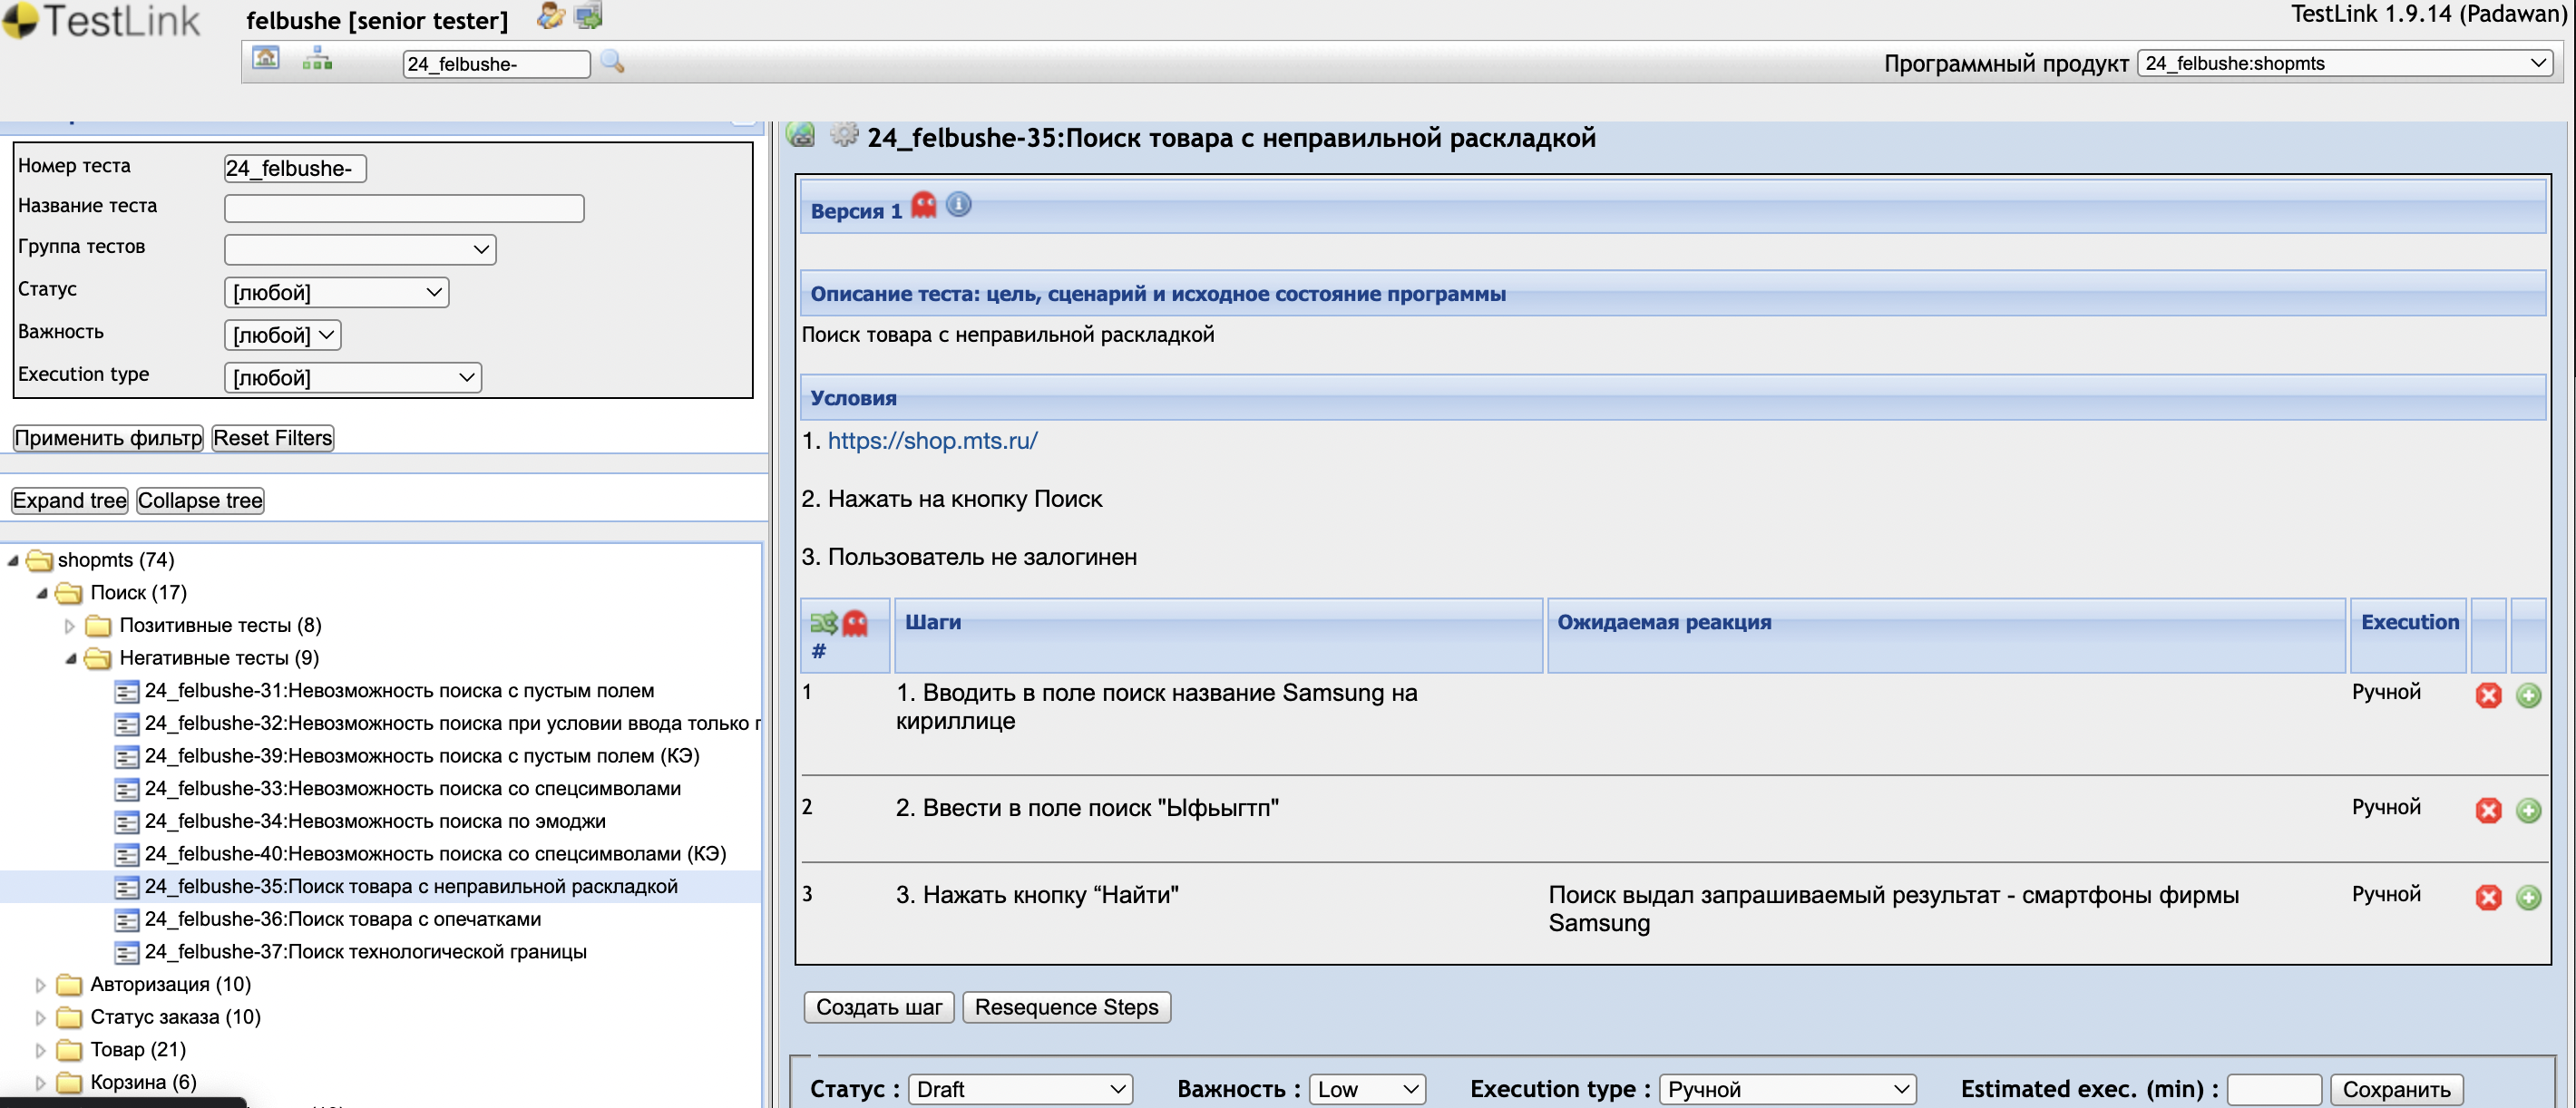 TestLink
felbushe [senior tester]
TestLink 1.9.14 (Padawan)
24_felbushe-
Программный продукт 24_felbushe:shopmts
Номер теста 24_felbushe-
Название теста
Группа тестов
Статус [любой]
Важность [любой]
Execution type [любой]
Применить фильтр Reset Filters
Expand tree Collapse tree
shopmts (74)
Поиск (17)
Позитивные тесты (8)
Негативные тесты (9)
24_felbushe-31:Невозможность поиска с пустым полем
24_felbushe-32:Невозможность поиска при условии ввода только
24_felbushe-39:Невозможность поиска с пустым полем (КЭ)
24_felbushe-33:Невозможность поиска со спецсимволами
24_felbushe-34:Невозможность поиска по эмоджи
24_felbushe-40:Невозможность поиска со спецсимволами (КЭ)
24_felbushe-35:Поиск товара с неправильной раскладкой
24_felbushe-36:Поиск товара с опечатками
24_felbushe-37:Поиск технологической границы
Авторизация (10)
Статус заказа (10)
Товар (21)
Корзина (6)
24_felbushe-35:Поиск товара с неправильной раскладкой
Версия 1
Описание теста: цель, сценарий и исходное состояние программы
Поиск товара с неправильной раскладкой
Условия
1. https://shop.mts.ru/
2. Нажать на кнопку Поиск
3. Пользователь не залогинен
# Шаги Ожидаемая реакция Execution
1 1. Вводить в поле поиск название Samsung на Ручной
кириллице
2 2. Ввести в поле поиск "Ыфьыгтп" Ручной
3 3. Нажать кнопку “Найти" Поиск выдал запрашиваемый результат - смартфоны фирмы Ручной
Samsung
Создать шаг Resequence Steps
Статус : Draft Важность : Low Execution type : Ручной Estimated exec. (min) : Сохранить